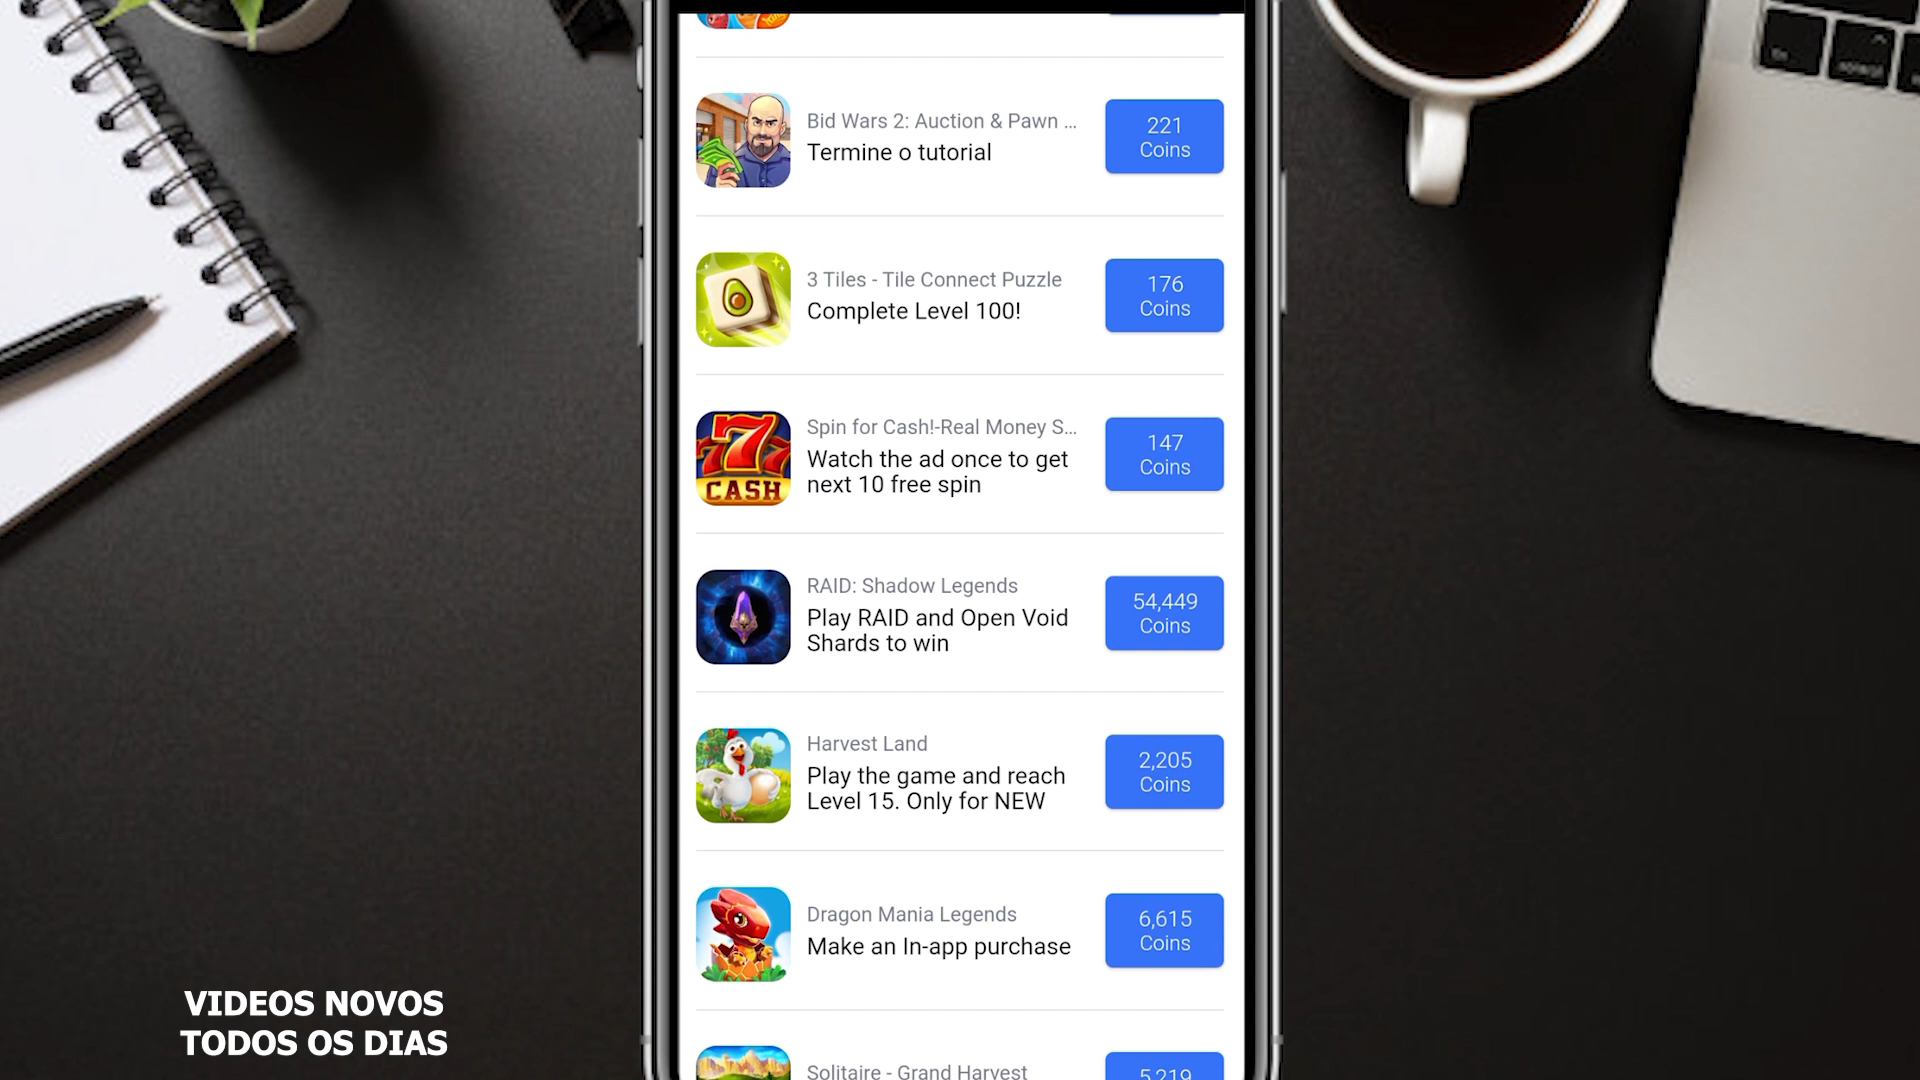 Bid Wars 2: Auction & Pawn ...
Termine o tutorial
221
Coins
3 Tiles - Tile Connect Puzzle
Complete Level 100!
176
Coins
777
CASH
Spin for Cash!-Real Money S...
Watch the ad once to get
next 10 free spin
147
Coins
RAID: Shadow Legends
Play RAID and Open Void
Shards to win
54,449
Coins
Harvest Land
Play the game and reach
Level 15. Only for NEW
2,205
Coins
Dragon Mania Legends
Make an In-app purchase
6,615
Coins
Solitaire - Grand Harvest
5,219
VIDEOS NOVOS
TODOS OS DIAS